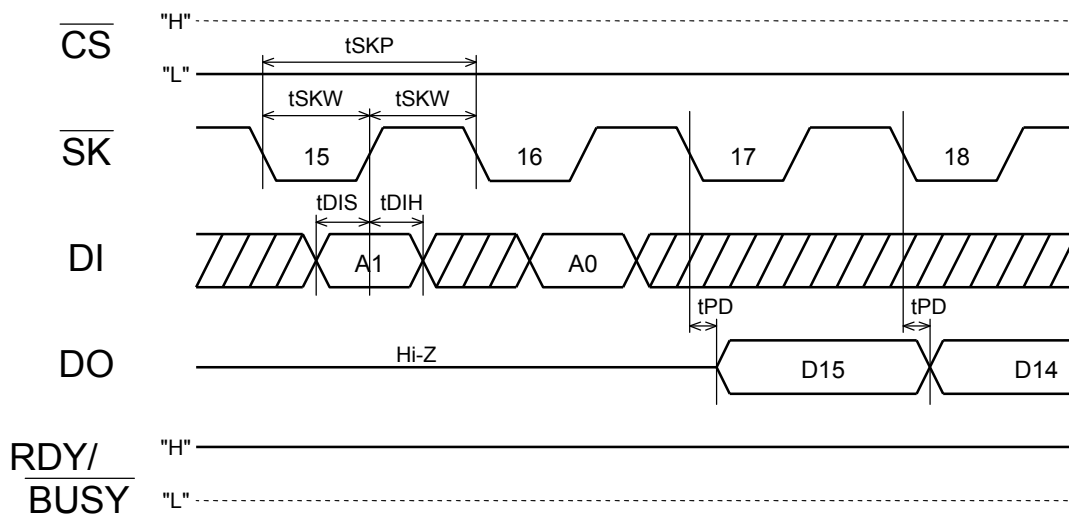 "H"
CS
"L"
tSKP
tSKW tSKW
SK
15 16 17 18
tDIS tDIH
DI
A1 A0
tPD tPD
DO
Hi-Z
D15 D14
RDY/
BUSY
"H"
"L"